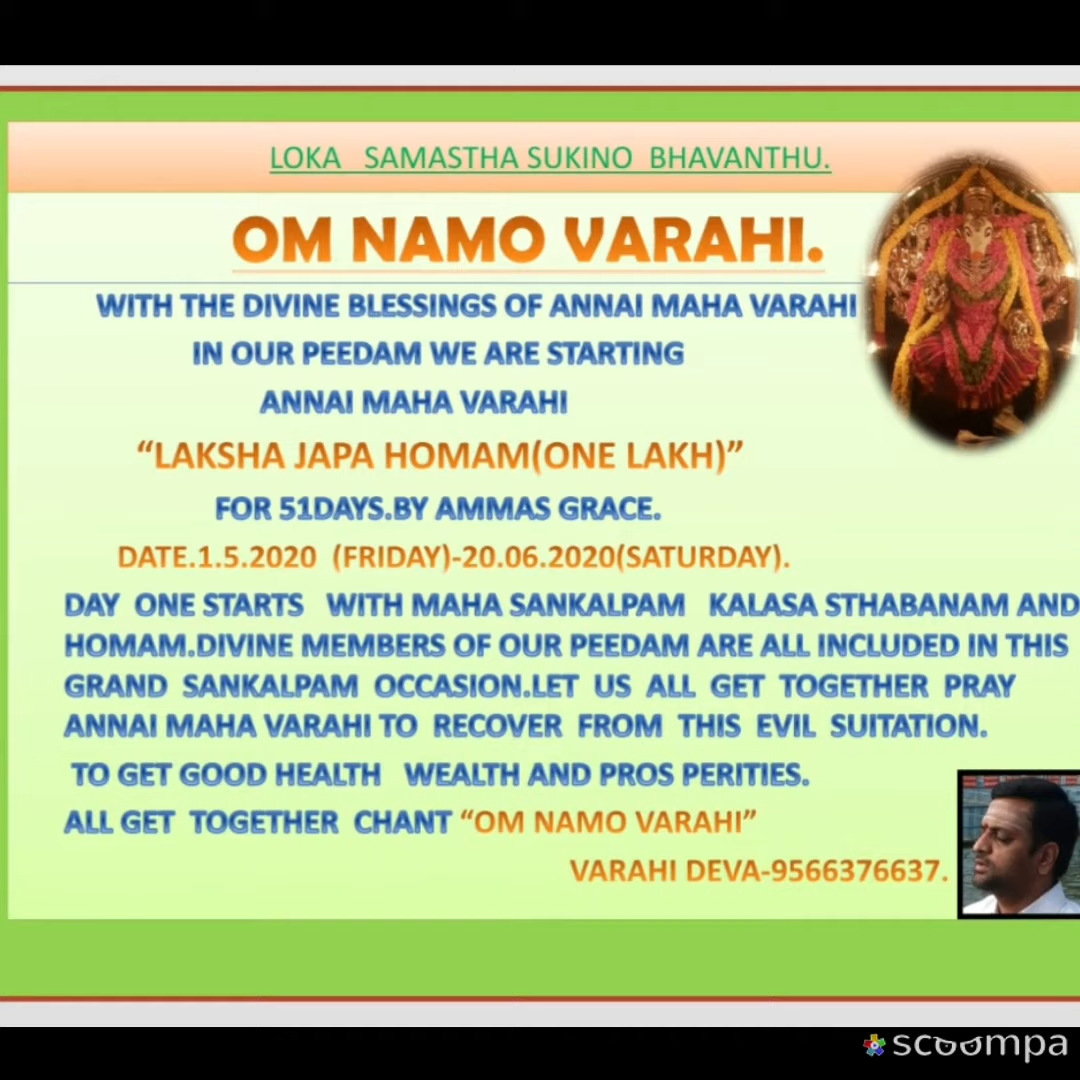 LOKA SAMASTHA SUKINO BHAVANTHU.
OM NAMO VARAHI.
WITH THE DIVINE BLESSINGS OF ANNAI MAHA VARAHI
IN OUR PEEDAM WE ARE STARTING
ANNAI MAHA VARAHI
“LAKSHA JAPA HOMAM(ONE LAKH)”
FOR 51DAYS.BY AMMAS GRACE.
DATE.1.5.2020 (FRIDAY)-20.06.2020(SATURDAY).
DAY ONE STARTS WITH MAHA SANKALPAM KALASA STHABANAM AND
HOMAM.DIVINE MEMBERS OF OUR PEEDAM ARE ALL INCLUDED IN THIS
GRAND SANKALPAM OCCASION.LET US ALL GET TOGETHER PRAY
ANNAI MAHA VARAHI TO RECOVER FROM THIS EVIL SUITATION.
TO GET GOOD HEALTH WEALTH AND PROS PERITIES.
ALL GET TOGETHER CHANT “OM NAMO VARAHI”
VARAHI DEVA-9566376637.
scoompa